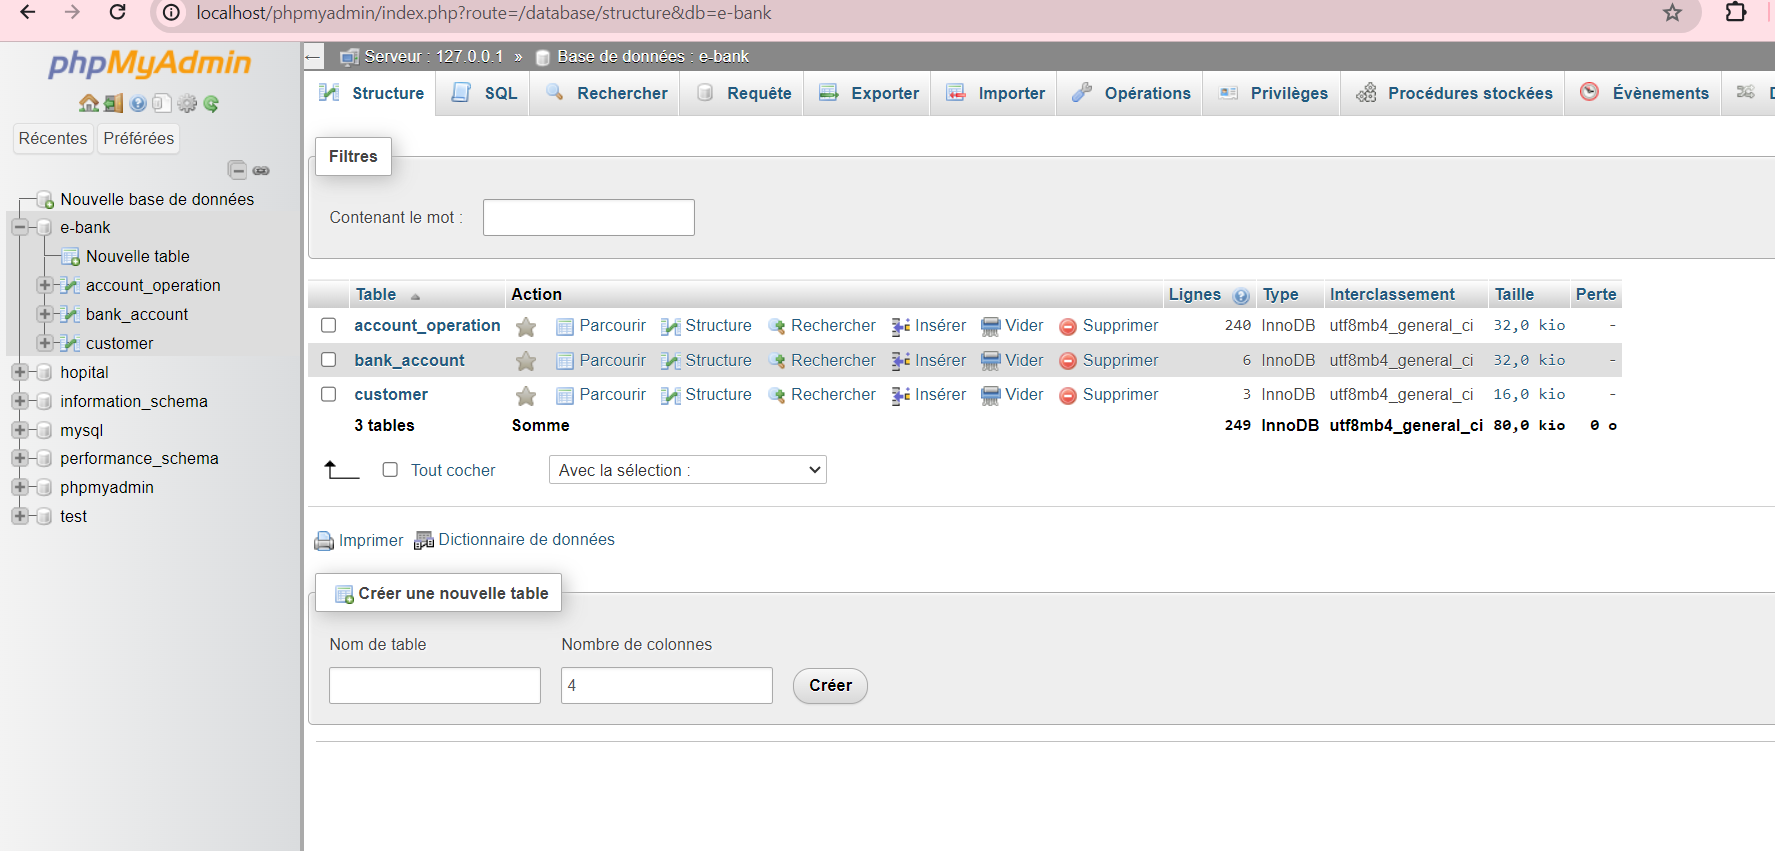 localhost/phpmyadmin/index.php?route=/database/structure&db=e-bank
phpMyAdmin
Récentes Préférées
Nouvelle base de données
e-bank
Nouvelle table
account_operation
bank_account
customer
hopital
information_schema
mysql
performance_schema
phpmyadmin
test
← Serveur : 127.0.0.1 » Base de données : e-bank
Structure SQL Rechercher Requête Exporter Importer Opérations Privilèges Procédures stockées Évènements
Filtres
Contenant le mot :
Table Action Lignes Type Interclassement Taille Perte
account_operation Parcourir Structure Rechercher Insérer Vider Supprimer 240 InnoDB utf8mb4_general_ci 32,0 kio -
bank_account Parcourir Structure Rechercher Insérer Vider Supprimer 6 InnoDB utf8mb4_general_ci 32,0 kio -
customer Parcourir Structure Rechercher Insérer Vider Supprimer 3 InnoDB utf8mb4_general_ci 16,0 kio -
3 tables Somme 249 InnoDB utf8mb4_general_ci 80,0 kio 0 o
Tout cocher Avec la sélection :
Imprimer Dictionnaire de données
Créer une nouvelle table
Nom de table Nombre de colonnes
4 Créer